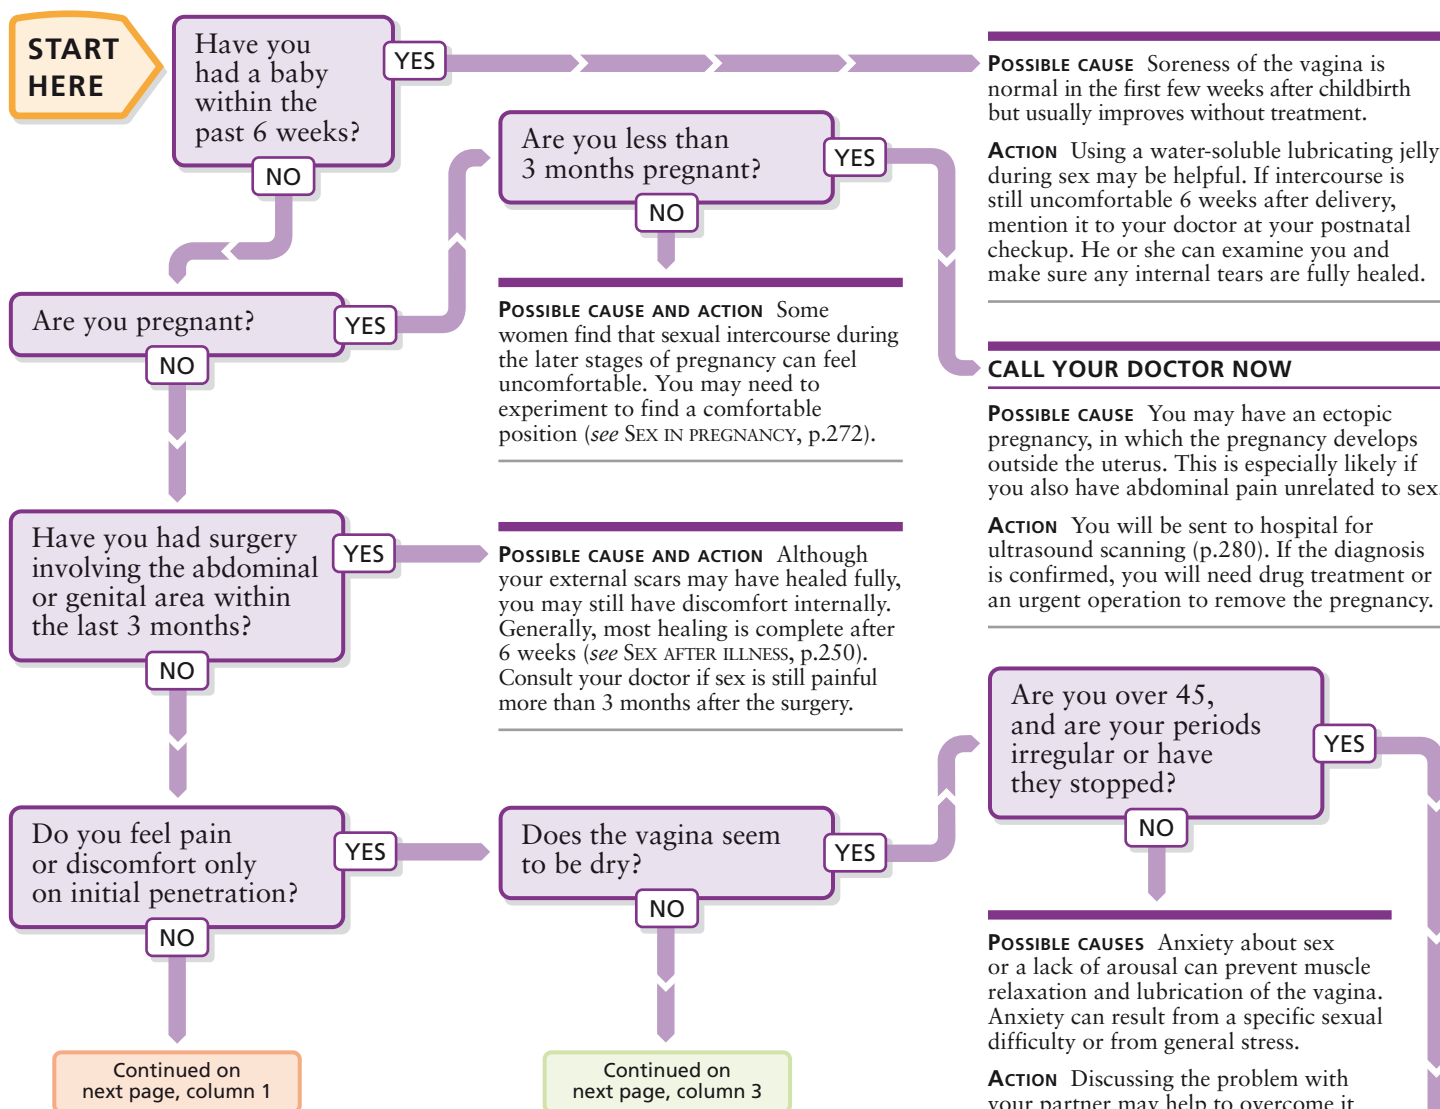 START
HERE
Have you
had a baby
within the
past 6 weeks?
YES
NO
POSSIBLE CAUSE Soreness of the vagina is
normal in the first few weeks after childbirth
but usually improves without treatment.
ACTION Using a water-soluble lubricating jelly
during sex may be helpful. If intercourse is
still uncomfortable 6 weeks after delivery,
mention it to your doctor at your postnatal
checkup. He or she can examine you and
make sure any internal tears are fully healed.
Are you pregnant?
YES
NO
Are you less than
3 months pregnant?
YES
NO
POSSIBLE CAUSE AND ACTION Some
women find that sexual intercourse during
the later stages of pregnancy can feel
uncomfortable. You may need to
experiment to find a comfortable
position (see SEX IN PREGNANCY, p.272).
CALL YOUR DOCTOR NOW
POSSIBLE CAUSE You may have an ectopic
pregnancy, in which the pregnancy develops
outside the uterus. This is especially likely if
you also have abdominal pain unrelated to sex.
ACTION You will be sent to hospital for
ultrasound scanning (p.280). If the diagnosis
is confirmed, you will need drug treatment or
an urgent operation to remove the pregnancy.
Have you had surgery
involving the abdominal
or genital area within
the last 3 months?
YES
NO
POSSIBLE CAUSE AND ACTION Although
your external scars may have healed fully,
you may still have discomfort internally.
Generally, most healing is complete after
6 weeks (see SEX AFTER ILLNESS, p.250).
Consult your doctor if sex is still painful
more than 3 months after the surgery.
Do you feel pain
or discomfort only
on initial penetration?
YES
NO
Continued on
next page, column 1
Does the vagina seem
to be dry?
YES
NO
Continued on
next page, column 3
Are you over 45,
and are your periods
irregular or have
they stopped?
YES
NO
POSSIBLE CAUSES Anxiety about sex
or a lack of arousal can prevent muscle
relaxation and lubrication of the vagina.
Anxiety can result from a specific sexual
difficulty or from general stress.
ACTION Discussing the problem with
your partner may help to overcome it